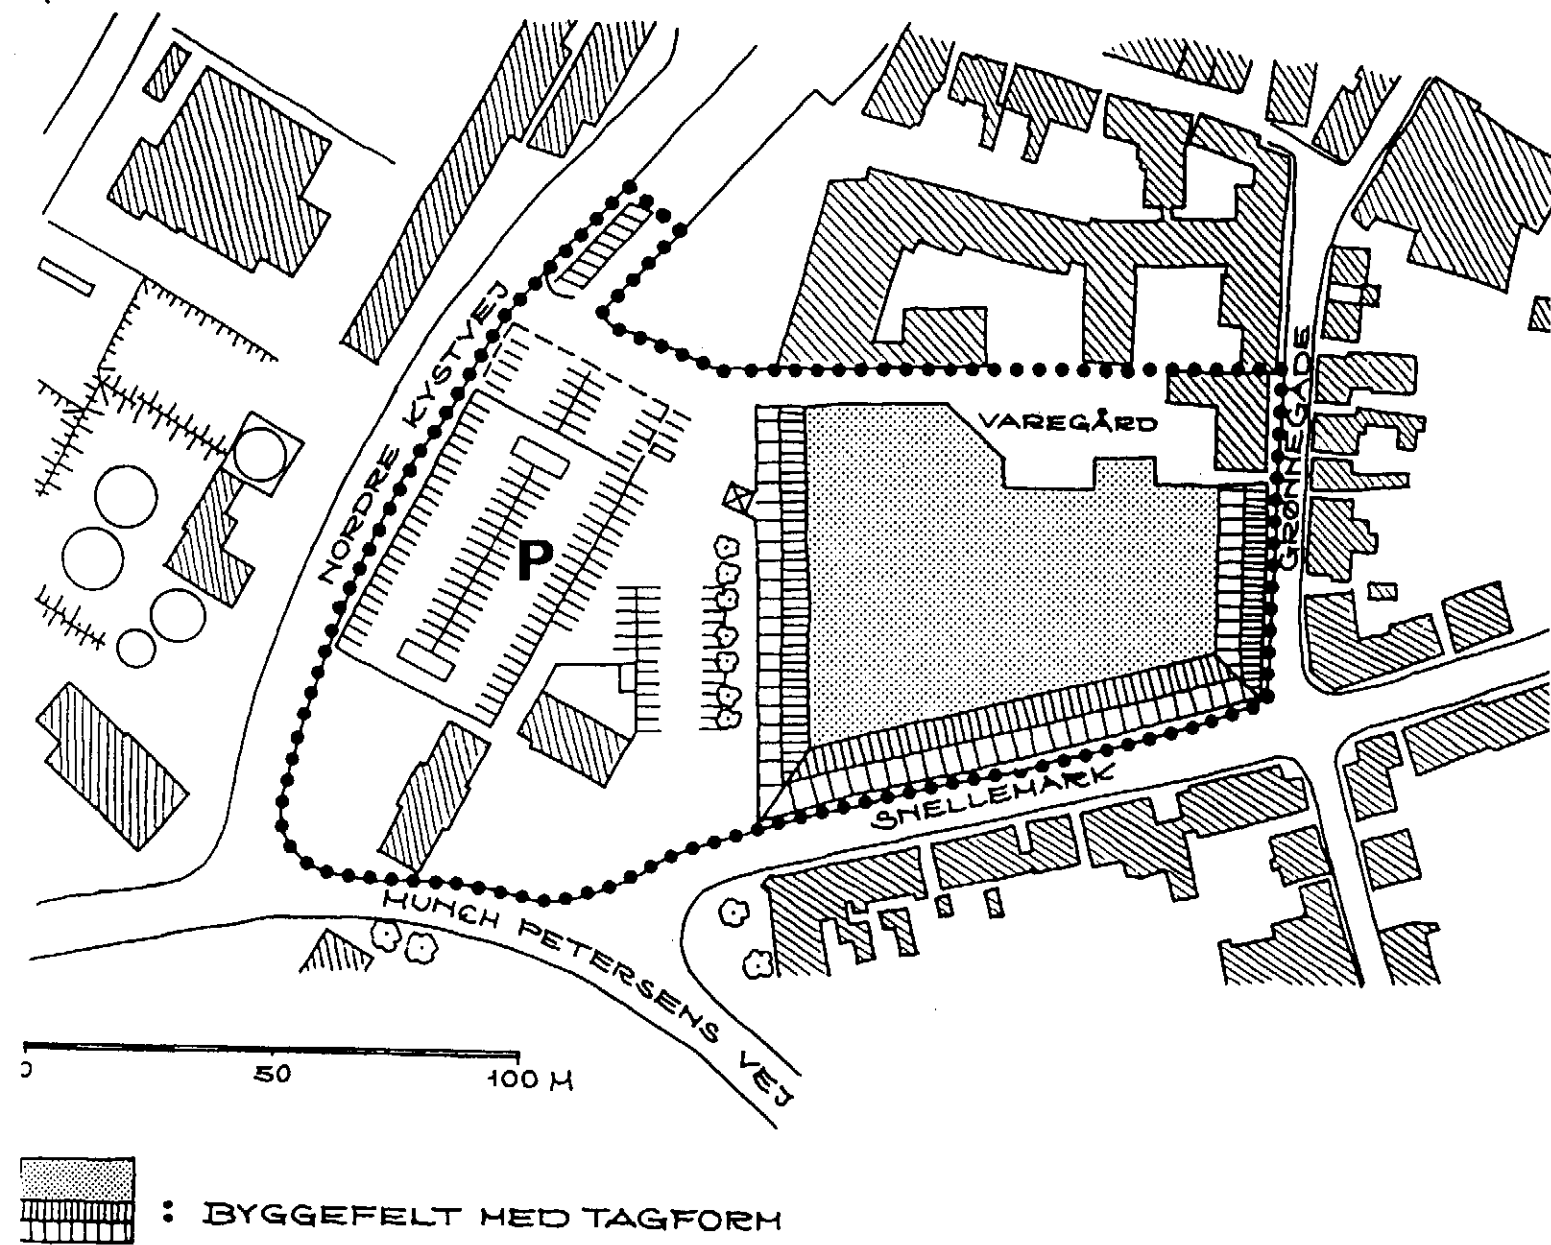 NORDRE KYSTVEJ
VAREGÅRD
GRØNNEGADE
P
SNELLEMARK
MUNCH PETERSENS VEJ
0 50 100 M
: BYGGEFELT MED TAGFORM